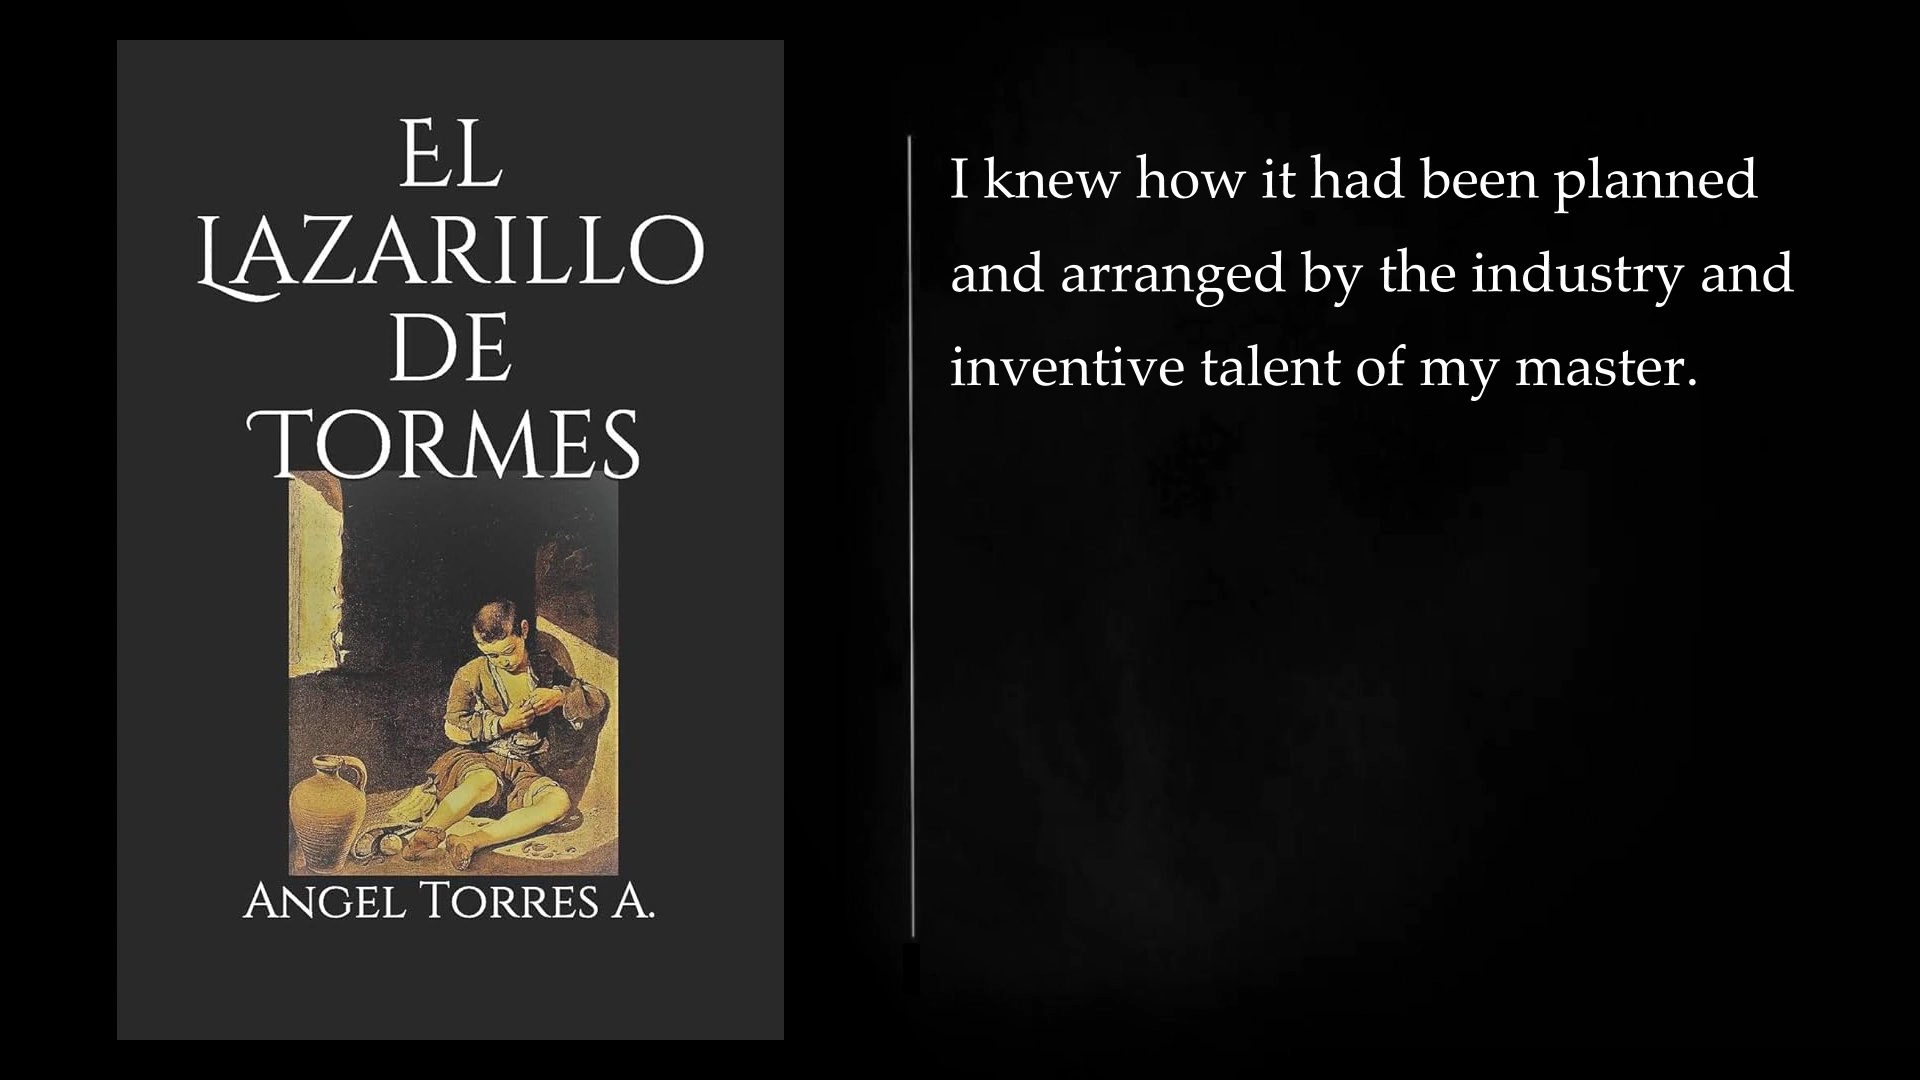 EL
LAZARILLO
DE
TORMES
ANGEL TORRES A.
I knew how it had been planned
and arranged by the industry and
inventive talent of my master.